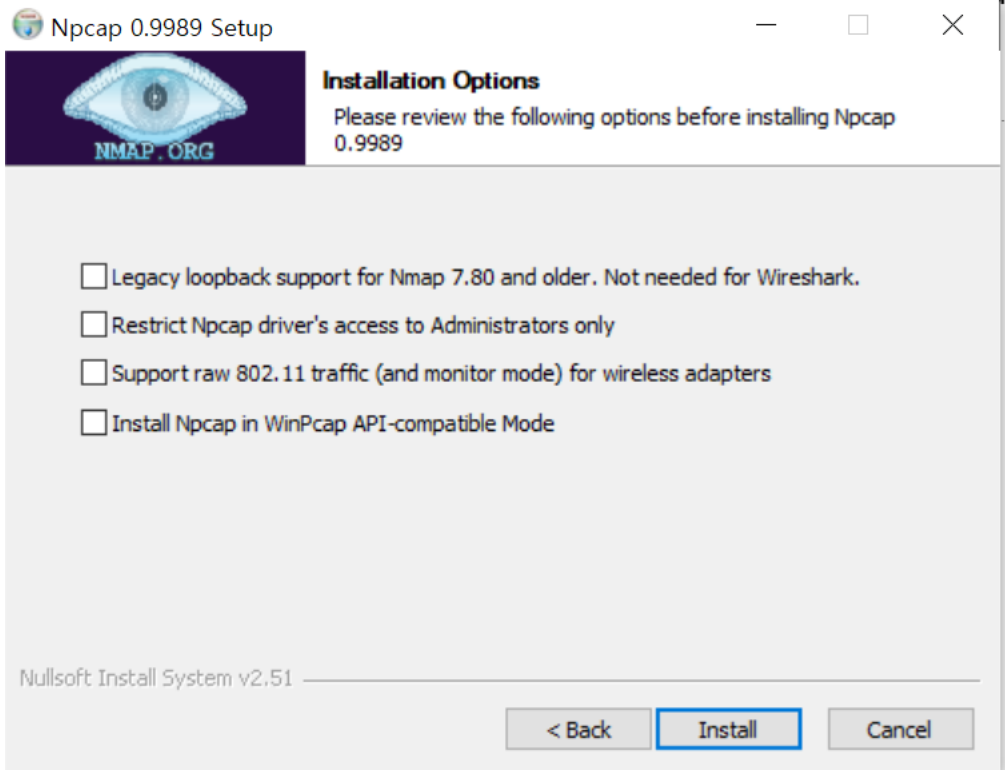 Npcap 0.9989 Setup
NMAP.ORG
Installation Options
Please review the following options before installing Npcap
0.9989
Legacy loopback support for Nmap 7.80 and older. Not needed for Wireshark.
Restrict Npcap driver's access to Administrators only
Support raw 802.11 traffic (and monitor mode) for wireless adapters
Install Npcap in WinPcap API-compatible Mode
Nullsoft Install System v2.51
< Back
Install
Cancel